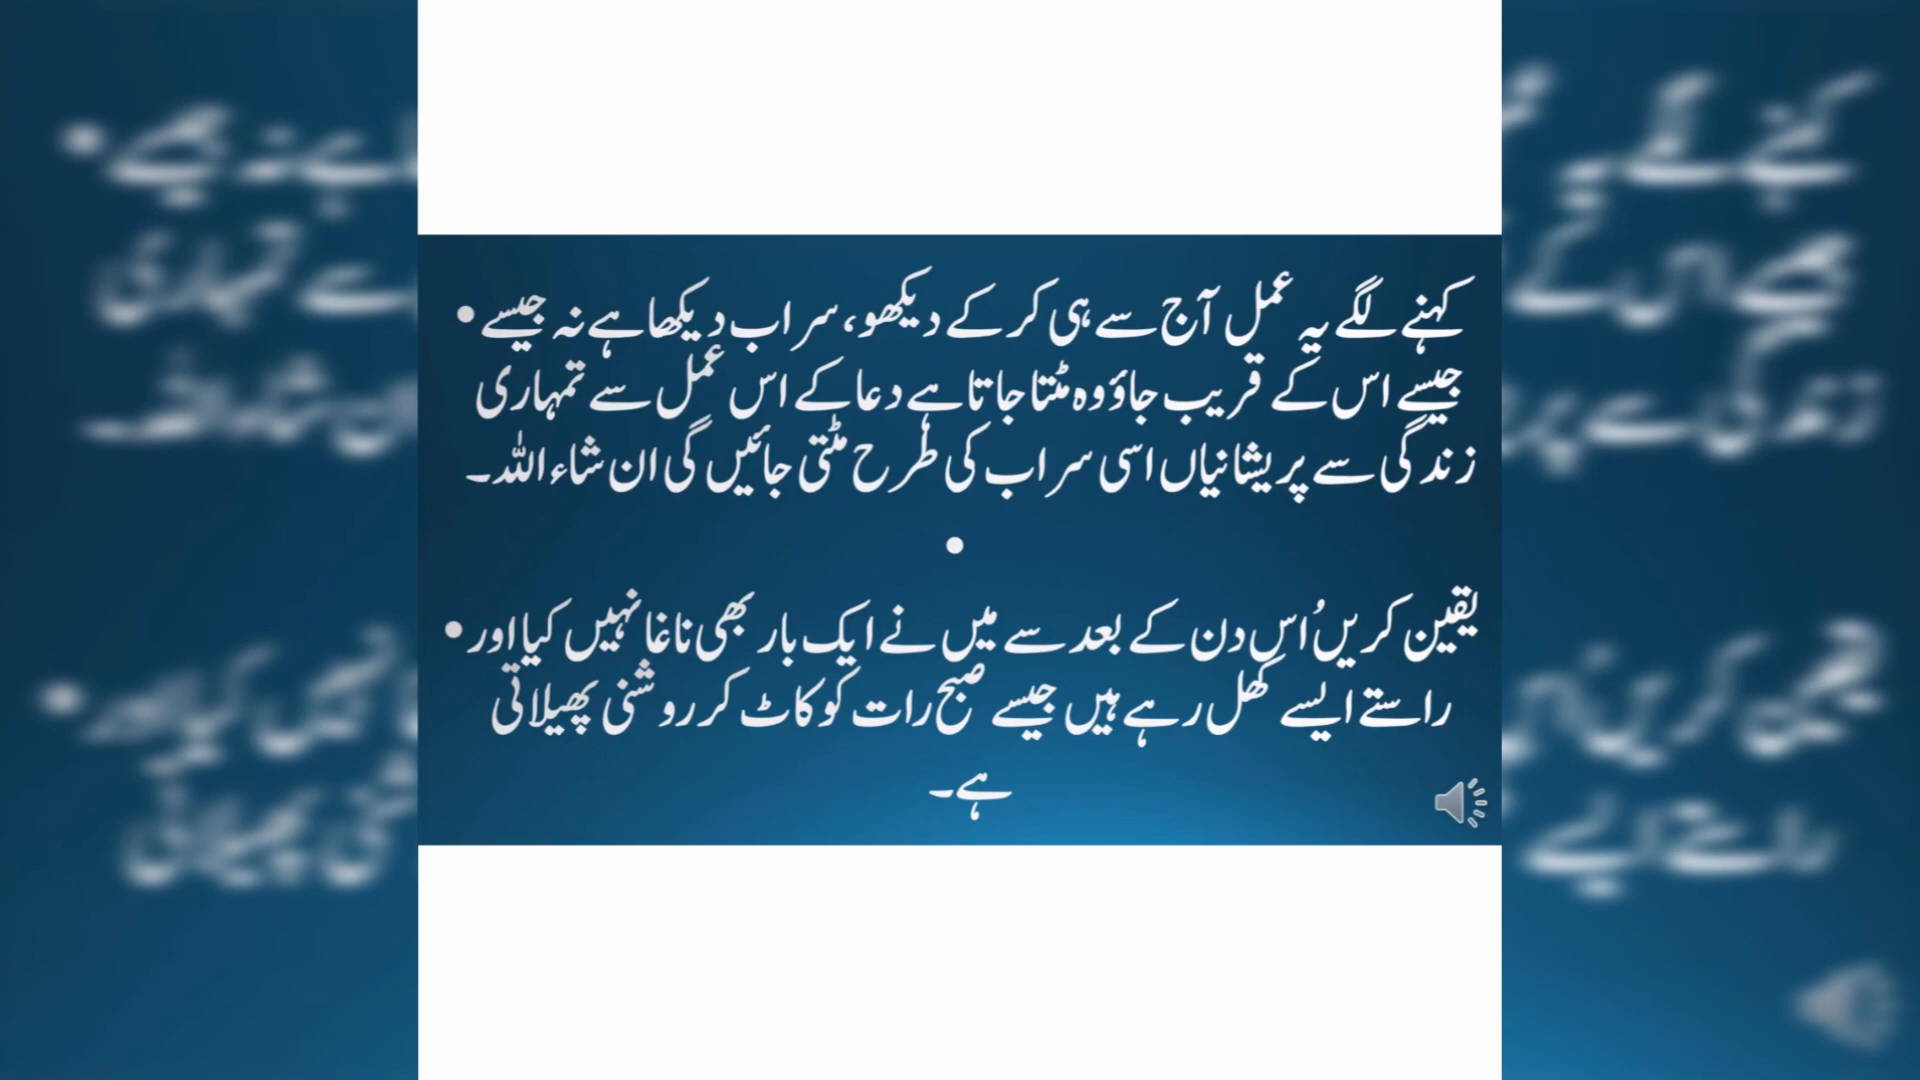 کہنے لگے یہ عمل آج سے ہی کر کے دیکھو، سراب دیکھا ہے نہ جیسے •
جیسے اس کے قریب جاؤ وہ مٹتا جاتا ہے دعا کے اس عمل سے تمہاری
زندگی سے پریشانیاں اسی سراب کی طرح مٹتی جائیں گی ان شاء اللہ۔
•
یقین کریں اُس دن کے بعد سے میں نے ایک بار بھی ناغا نہیں کیا اور •
راستے ایسے کھل رہے ہیں جیسے صبح رات کو کاٹ کر روشنی پھیلاتی
ہے۔